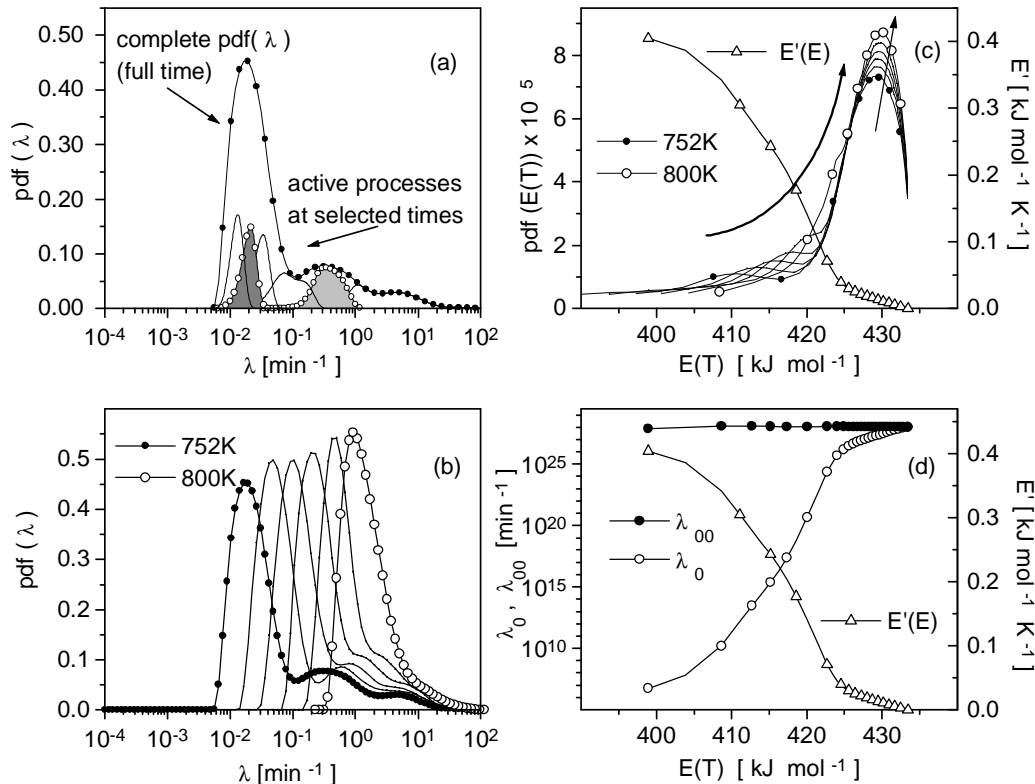 0.50
0.40
0.30
0.20
0.10
0.00
pdf ( λ )
complete pdf( λ )
(full time)
(a)
active processes
at selected times
10-4 10-3 10-2 10-1 100 101 102
λ [min -1 ]
8
6
4
2
0
pdf (E(T)) x 10 5
E'(E)
(c)
752K
800K
0.4
0.3
0.2
0.1
0.0
E' [ kJ mol-1 K-1 ]
400 410 420 430
E(T) [ kJ mol-1 ]
0.5
0.4
0.3
0.2
0.1
0.0
pdf ( λ )
752K
800K
(b)
10-4 10-3 10-2 10-1 100 101 102
λ [min -1 ]
1025
1020
1015
1010
λ0 , λ00 [min -1 ]
(d)
λ 00
λ 0
E'(E)
0.4
0.3
0.2
0.1
0.0
E' [ kJ mol-1 K-1 ]
400 410 420 430
E(T) [ kJ mol-1 ]